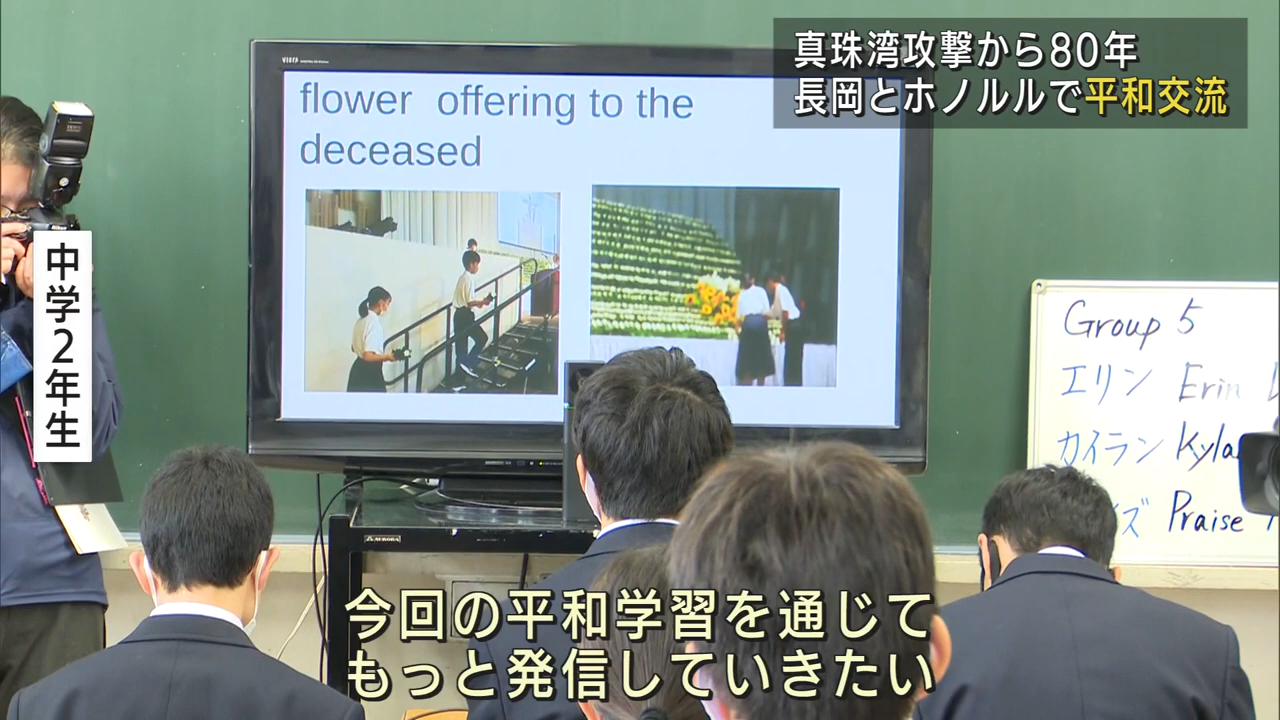 真珠湾攻撃から80年
長岡とホノルルで平和交流
flower offering to the
deceased
中学2年生
Group 5
エリン Erin
カイラン Kyla
ズ Praise
AURORA
今回の平和学習を通じて
もっと発信していきたい